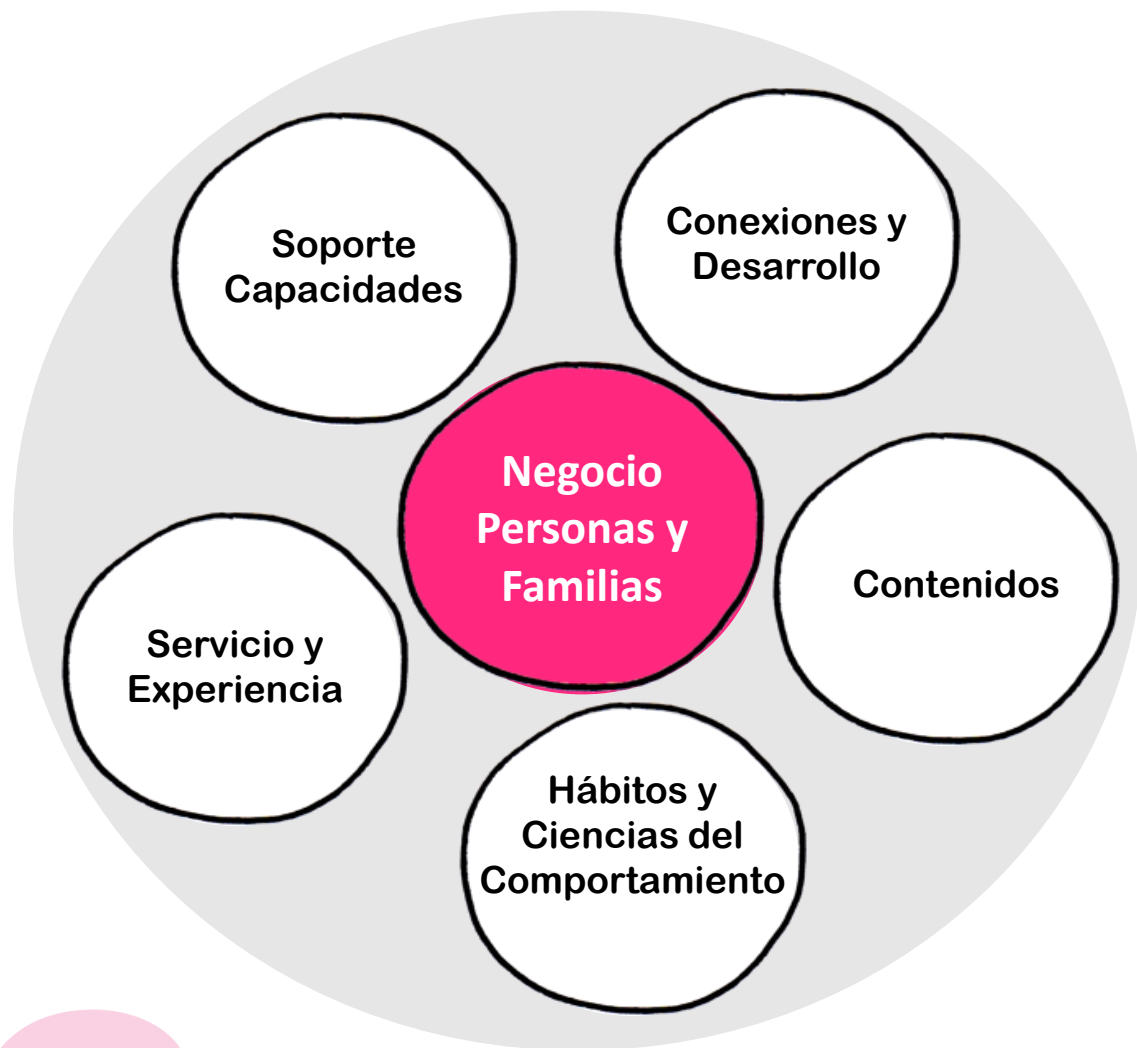 Soporte
Capacidades
Conexiones y
Desarrollo
Negocio
Personas y
Familias
Contenidos
Servicio y
Experiencia
Hábitos y
Ciencias del
Comportamiento